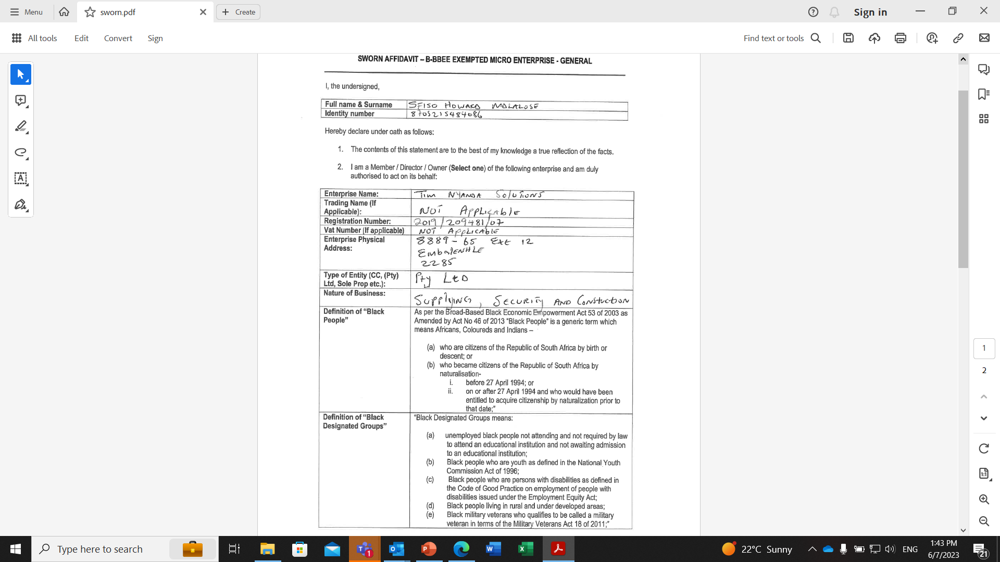 Menu
sworn.pdf
Create
Sign in
All tools
Edit
Convert
Sign
Find text or tools
SWORN AFFIDAVIT – B-BBEE EXEMPTED MICRO ENTERPRISE - GENERAL
I, the undersigned,
Full name & Surname SFISO HOWARD MDLALOSE
Identity number 8705215484086
Hereby declare under oath as follows:
1. The contents of this statement are to the best of my knowledge a true reflection of the facts.
2. I am a Member / Director / Owner (Select one) of the following enterprise and am duly
authorised to act on its behalf:
Enterprise Name: Tim NYANDA SOlUTIONS
Trading Name (If
Applicable): NOT APPLICAblE
Registration Number: 2019/209481/07
Vat Number (If applicable) NOT APPLICAblE
Enterprise Physical 8889-65 Ext 12
Address: EmbalENHLE
2285
Type of Entity (CC, (Pty) Pty LtD
Ltd, Sole Prop etc.):
Nature of Business: SUPPlYING, SECURITY AND CONStuctION
Definition of “Black As per the Broad-Based Black Economic Empowerment Act 53 of 2003 as
People” Amended by Act No 46 of 2013 “Black People” is a generic term which
means Africans, Coloureds and Indians –
(a) who are citizens of the Republic of South Africa by birth or
descent; or
(b) who became citizens of the Republic of South Africa by
naturalisation-
i. before 27 April 1994; or
ii. on or after 27 April 1994 and who would have been
entitled to acquire citizenship by naturalization prior to
that date;”
Definition of “Black “Black Designated Groups means:
Designated Groups”
(a) unemployed black people not attending and not required by law
to attend an educational institution and not awaiting admission
to an educational institution;
(b) Black people who are youth as defined in the National Youth
Commission Act of 1996;
(c) Black people who are persons with disabilities as defined in
the Code of Good Practice on employment of people with
disabilities issued under the Employment Equity Act;
(d) Black people living in rural and under developed areas;
(e) Black military veterans who qualifies to be called a military
veteran in terms of the Military Veterans Act 18 of 2011;”
1
2
Type here to search
1
22°C Sunny
ENG
1:43 PM
6/7/2023
21